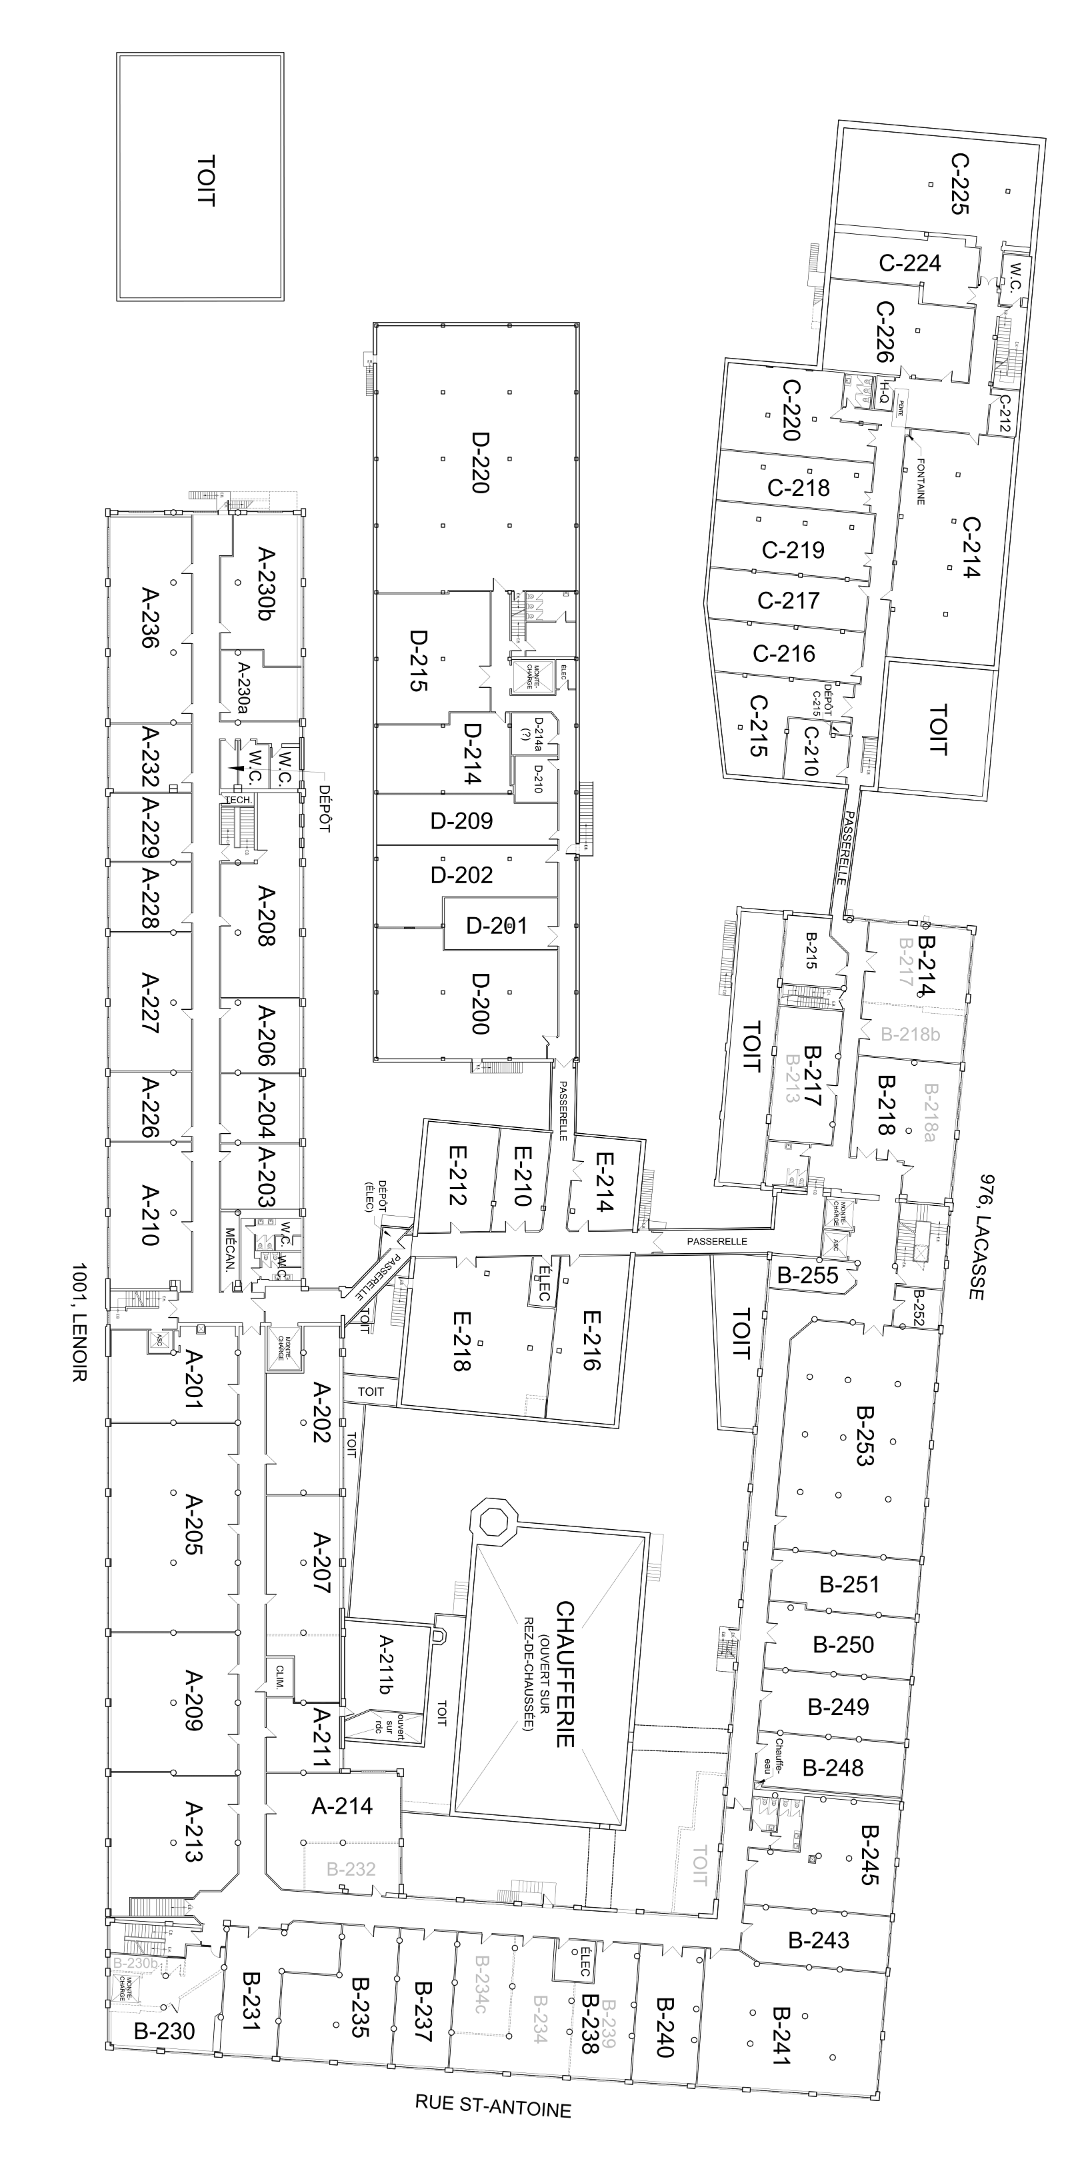 TOIT
C-225
C-224
W.C.
C-226
H-Q
PENTE
C-212
C-220
FONTAINE
C-218
C-214
C-219
C-217
C-216
DÉPÔT
C-215
C-215
C-210
TOIT
PASSERELLE
D-220
D-215
MONTE-
CHARGE
ÉLEC
D-214
D-214a
(?)
D-210
D-209
D-202
D-201
D-200
PASSERELLE
A-236
A-230b
A-230a
A-232
W.C.
W.C.
DÉPÔT
TECH.
A-229
A-228
A-208
A-227
A-206
A-226
A-204
A-203
A-210
MÉCAN.
W.C.
W.C.
1001, LENOIR
B-215
B-214
B-217
B-218b
TOIT
B-217
B-213
B-218
B-218a
976, LACASSE
MONTE-
CHARGE
ASC
B-255
B-252
E-212
E-210
E-214
DÉPÔT
(ÉLEC)
PASSERELLE
PASSERELLE
ÉLEC
E-218
E-216
TOIT
TOIT
TOIT
TOIT
ASC
MONTE-
CHARGE
A-201
A-202
A-205
A-207
A-209
CLIM.
A-211b
A-211
ouvert
sur
rdc
TOIT
A-213
A-214
B-232
CHAUFFERIE
(OUVERT SUR
REZ-DE-CHAUSSÉE)
B-253
B-251
B-250
B-249
B-248
Chauffe-
eau
B-245
TOIT
B-243
B-241
B-230b
MONTE-
CHARGE
B-230
B-231
B-235
B-237
B-234c
B-234
ÉLEC
B-238
B-239
B-240
RUE ST-ANTOINE